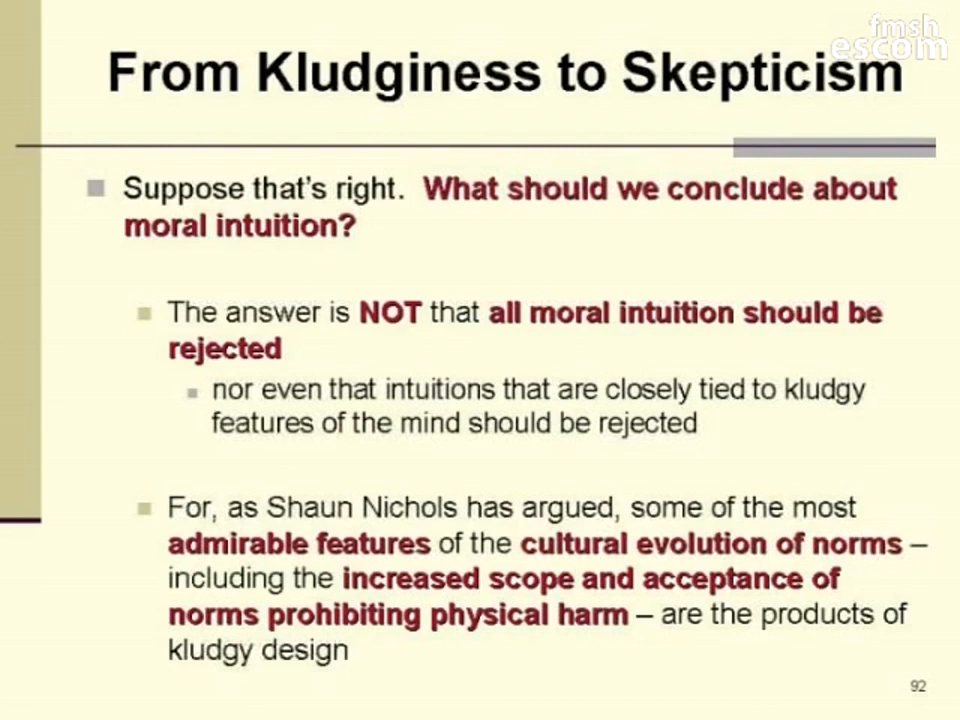 fmsh
escom
From Kludginess to Skepticism
Suppose that's right. What should we conclude about
moral intuition?
The answer is NOT that all moral intuition should be
rejected
nor even that intuitions that are closely tied to kludgy
features of the mind should be rejected
For, as Shaun Nichols has argued, some of the most
admirable features of the cultural evolution of norms –
including the increased scope and acceptance of
norms prohibiting physical harm – are the products of
kludgy design
92